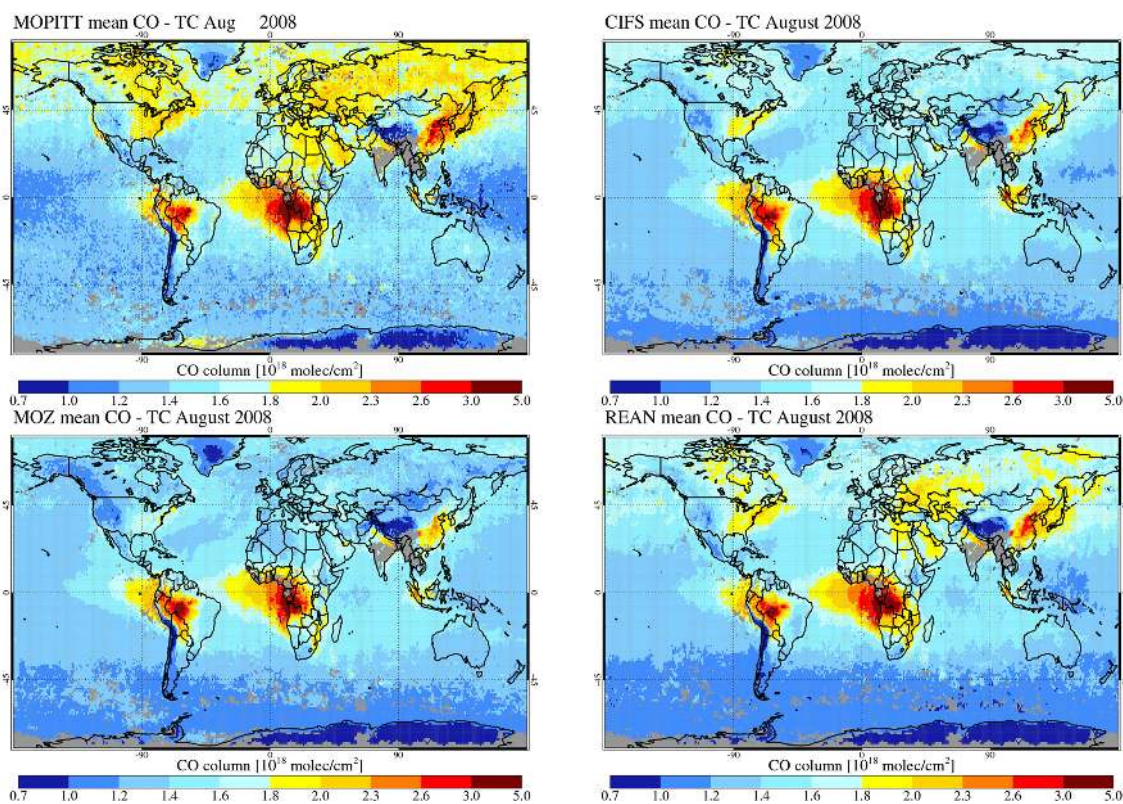 MOPITT mean CO - TC Aug 2008
-90 0 90
45
0
-45
-90 0 90
CO column [10^18 molec/cm^2]
0.7 1.0 1.2 1.4 1.6 1.8 2.0 2.3 2.6 3.0 5.0
CIFS mean CO - TC August 2008
-90 0 90
45
0
-45
-90 0 90
CO column [10^18 molec/cm^2]
0.7 1.0 1.2 1.4 1.6 1.8 2.0 2.3 2.6 3.0 5.0
MOZ mean CO - TC August 2008
-90 0 90
45
0
-45
-90 0 90
CO column [10^18 molec/cm^2]
0.7 1.0 1.2 1.4 1.6 1.8 2.0 2.3 2.6 3.0 5.0
REAN mean CO - TC August 2008
-90 0 90
45
0
-45
-90 0 90
CO column [10^18 molec/cm^2]
0.7 1.0 1.2 1.4 1.6 1.8 2.0 2.3 2.6 3.0 5.0